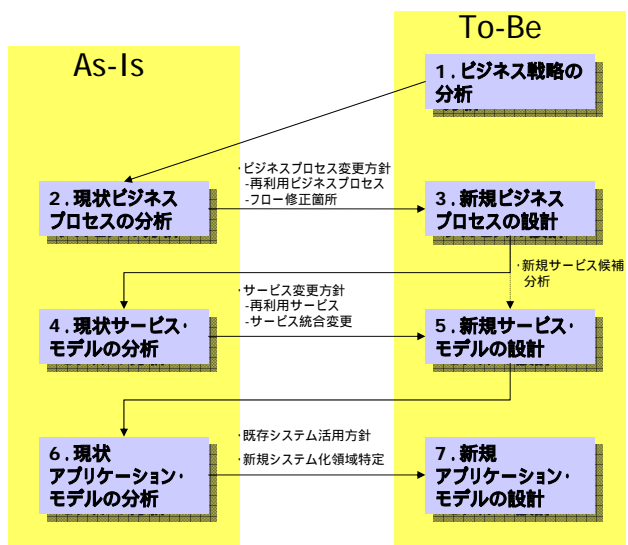 As-Is
To-Be
1.ビジネス戦略の
分析
・ビジネスプロセス変更方針
-再利用ビジネスプロセス
-フロー修正箇所
2.現状ビジネス
プロセスの分析
3.新規ビジネス
プロセスの設計
・新規サービス候補
分析
・サービス変更方針
-再利用サービス
-サービス統合変更
4.現状サービス・
モデルの分析
5.新規サービス・
モデルの設計
・既存システム活用方針
・新規システム化領域特定
6.現状
アプリケーション・
モデルの分析
7.新規
アプリケーション・
モデルの設計